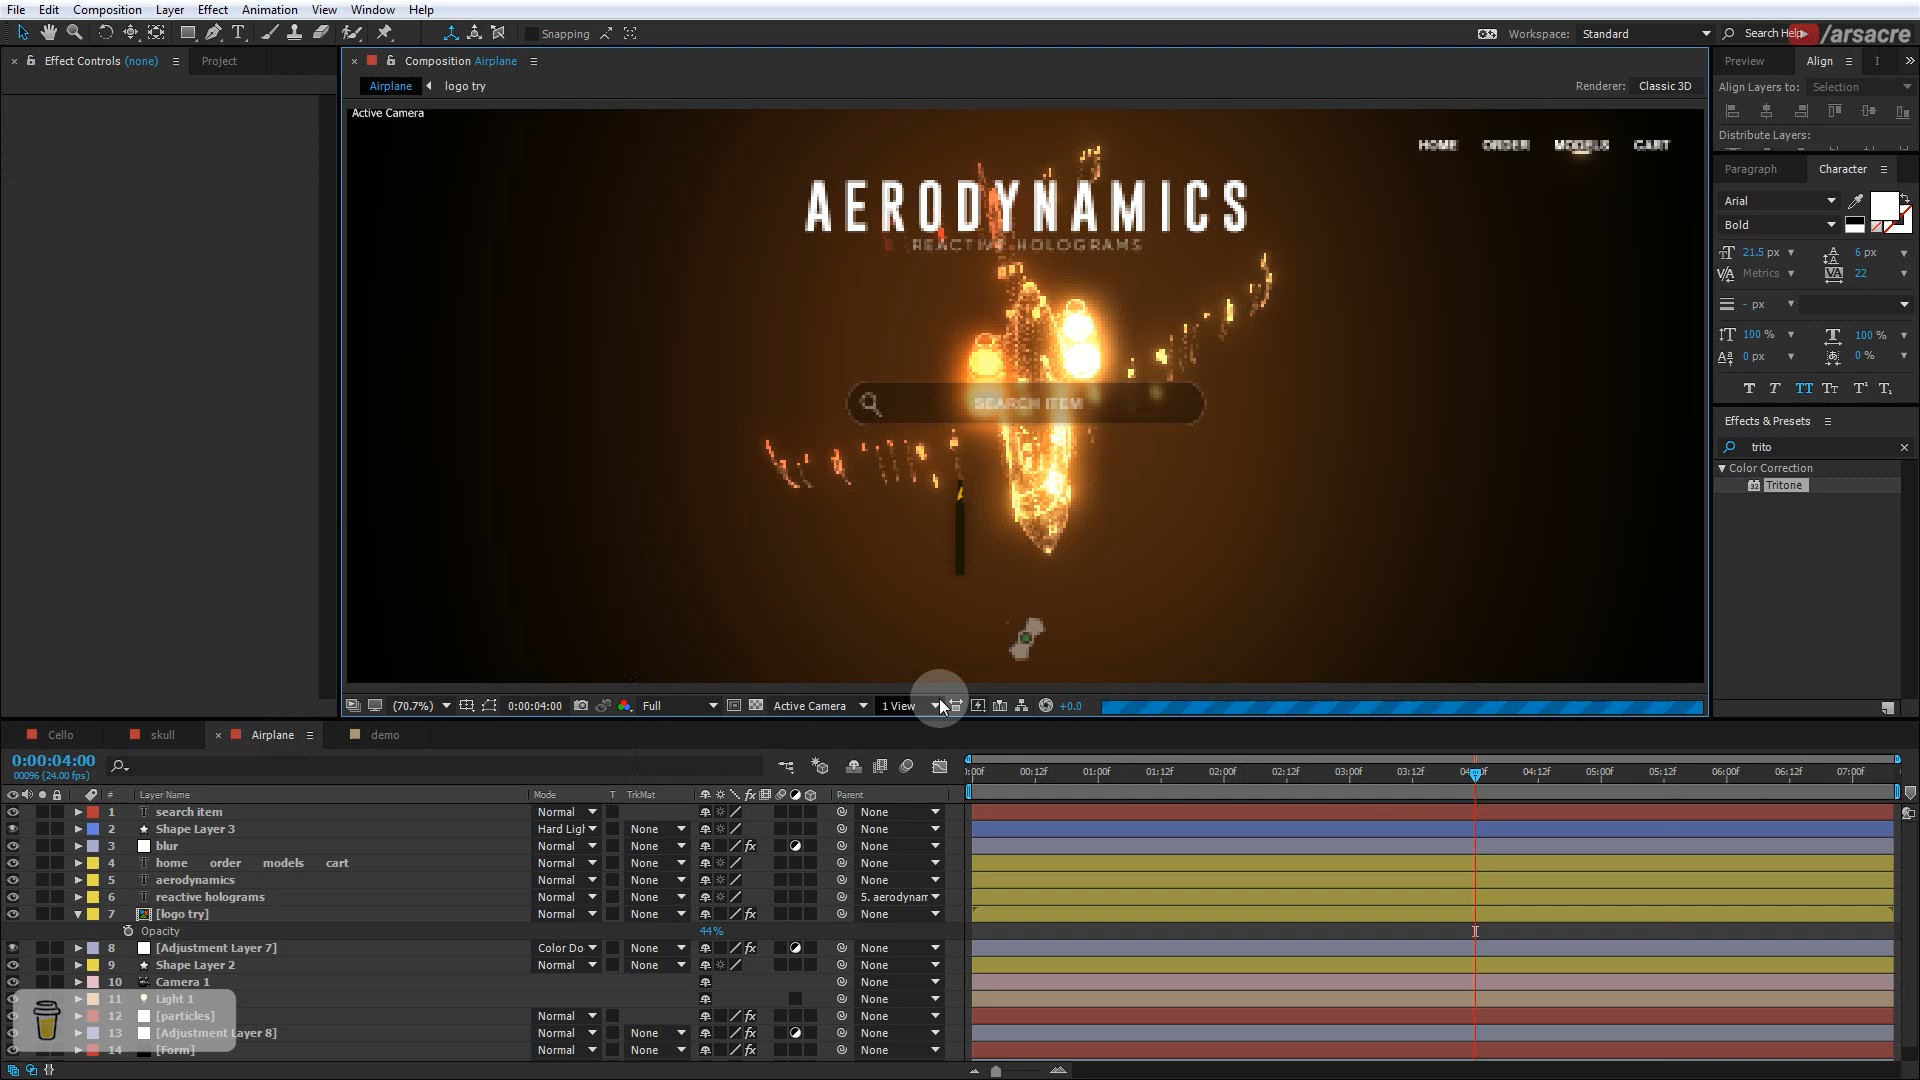 File Edit Composition Layer Effect Animation View Window Help
Snapping
Workspace: Standard
Search Help
/arsacre
Effect Controls (none)
Project
Composition Airplane
Preview
Align
Airplane
logo try
Renderer: Classic 3D
Align Layers to: Selection
Distribute Layers:
Active Camera
HOME ORDER MODELS CART
AERODYNAMICS
REACTIVE HOLOGRAMS
SEARCH ITEM
Paragraph
Character
Arial
Bold
21.5 px
6 px
Metrics
22
- px
100 %
100 %
0 px
0 %
Effects & Presets
trito
Color Correction
Tritone
(70.7%)
0:00:04:00
Full
Active Camera
1 View
+0.0
Cello
skull
Airplane
demo
0:00:04:00
00096 (24.00 fps)
00:12f 01:00f 01:12f 02:00f 02:12f 03:00f 03:12f 04:12f 05:00f 05:12f 06:00f 06:12f 07:00f
# Layer Name Mode T TrkMat Parent
1 search item Normal None
2 Shape Layer 3 Hard Ligh None None
3 blur Normal None None
4 home order models cart Normal None None
5 aerodynamics Normal None None
6 reactive holograms Normal None 5. aerodynam
7 [logo try] Normal None None
Opacity 44%
8 [Adjustment Layer 7] Color Do None None
9 Shape Layer 2 Normal None None
10 Camera 1 None
11 Light 1 None
12 [particles] Normal None
13 [Adjustment Layer 8] Normal None None
14 [Form] Normal None None